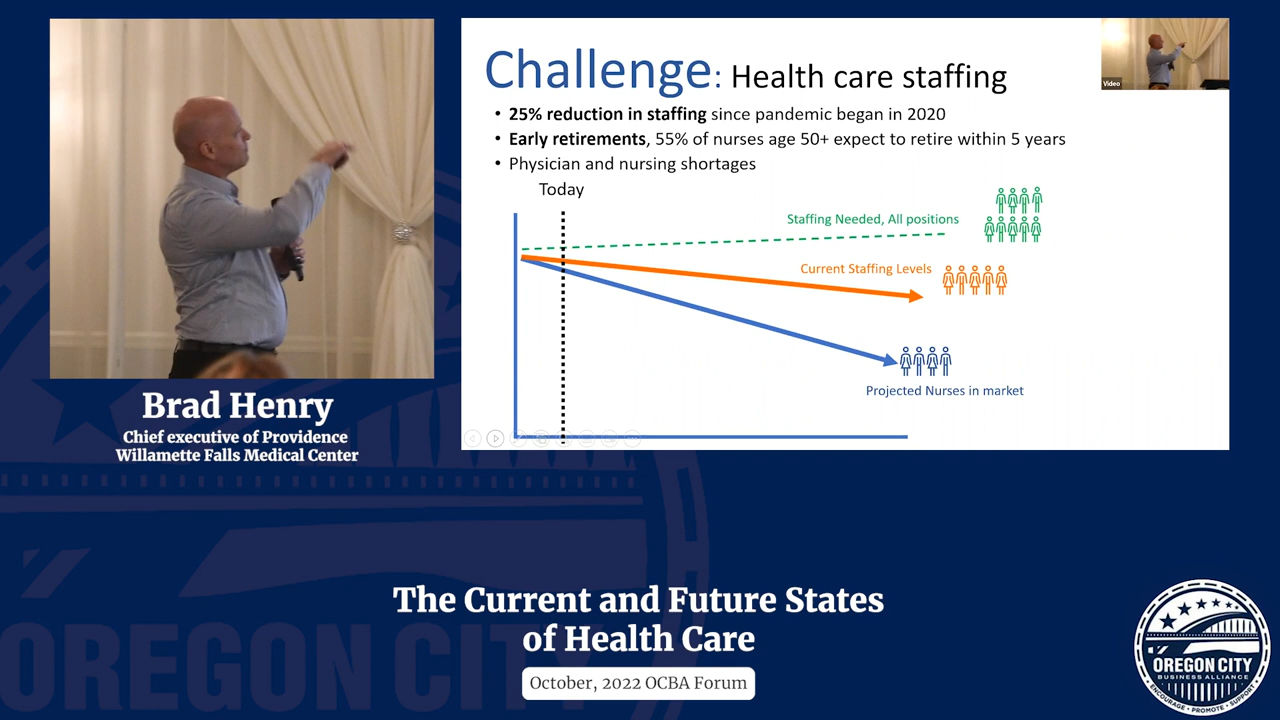 Challenge: Health care staffing
• 25% reduction in staffing since pandemic began in 2020
• Early retirements, 55% of nurses age 50+ expect to retire within 5 years
• Physician and nursing shortages
Today
Staffing Needed, All positions
Current Staffing Levels
Projected Nurses in market
Video
Brad Henry
Chief executive of Providence
Willamette Falls Medical Center
The Current and Future States
of Health Care
October, 2022 OCBA Forum
OREGON CITY
BUSINESS ALLIANCE
ENCOURAGE • PROMOTE • SUPPORT
OREGON CITY